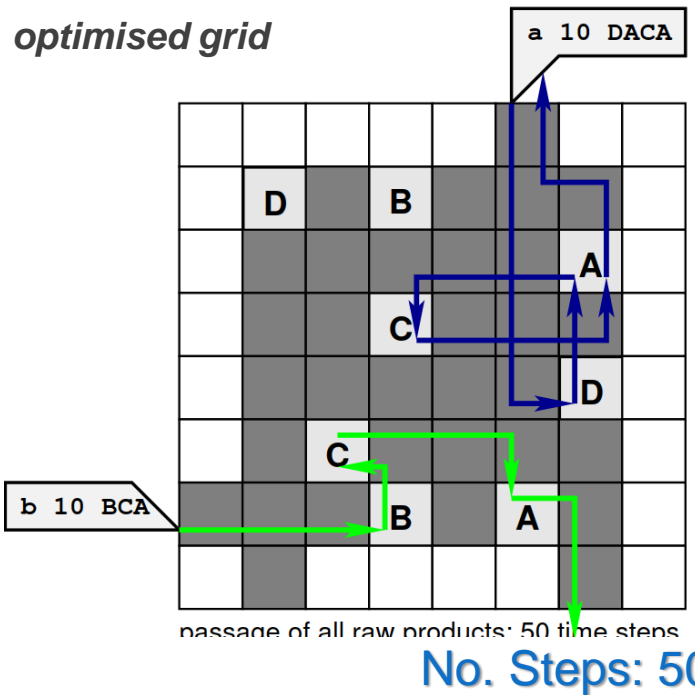 optimised grid
a 10 DACA
D
B
A
C
D
C
b 10 BCA
B
A
passage of all raw products: 50 time steps
No. Steps: 50